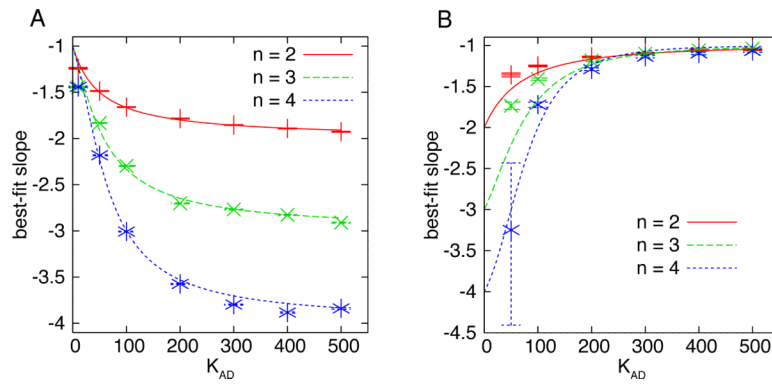 A
best-fit slope
-1
-1.5
-2
-2.5
-3
-3.5
-4
n = 2
n = 3
n = 4
0 100 200 300 400 500
K_AD
B
best-fit slope
-1
-1.5
-2
-2.5
-3
-3.5
-4
-4.5
n = 2
n = 3
n = 4
0 100 200 300 400 500
K_AD